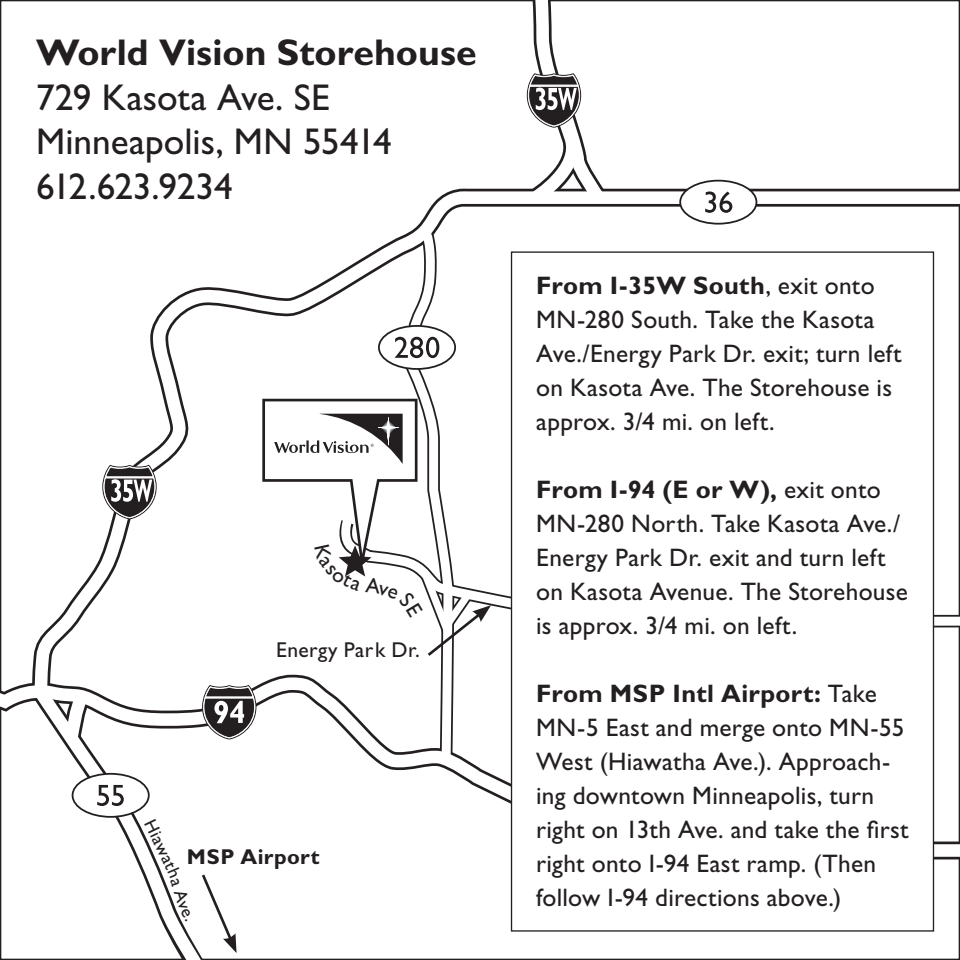 World Vision Storehouse
729 Kasota Ave. SE
Minneapolis, MN 55414
612.623.9234
35W
36
From I-35W South, exit onto
MN-280 South. Take the Kasota
Ave./Energy Park Dr. exit; turn left
on Kasota Ave. The Storehouse is
approx. 3/4 mi. on left.
From I-94 (E or W), exit onto
MN-280 North. Take Kasota Ave./
Energy Park Dr. exit and turn left
on Kasota Avenue. The Storehouse
is approx. 3/4 mi. on left.
From MSP Intl Airport: Take
MN-5 East and merge onto MN-55
West (Hiawatha Ave.). Approach-
ing downtown Minneapolis, turn
right on 13th Ave. and take the first
right onto I-94 East ramp. (Then
follow I-94 directions above.)
280
World Vision
35W
Kasota Ave SE
Energy Park Dr.
94
55
Hiawatha Ave.
MSP Airport